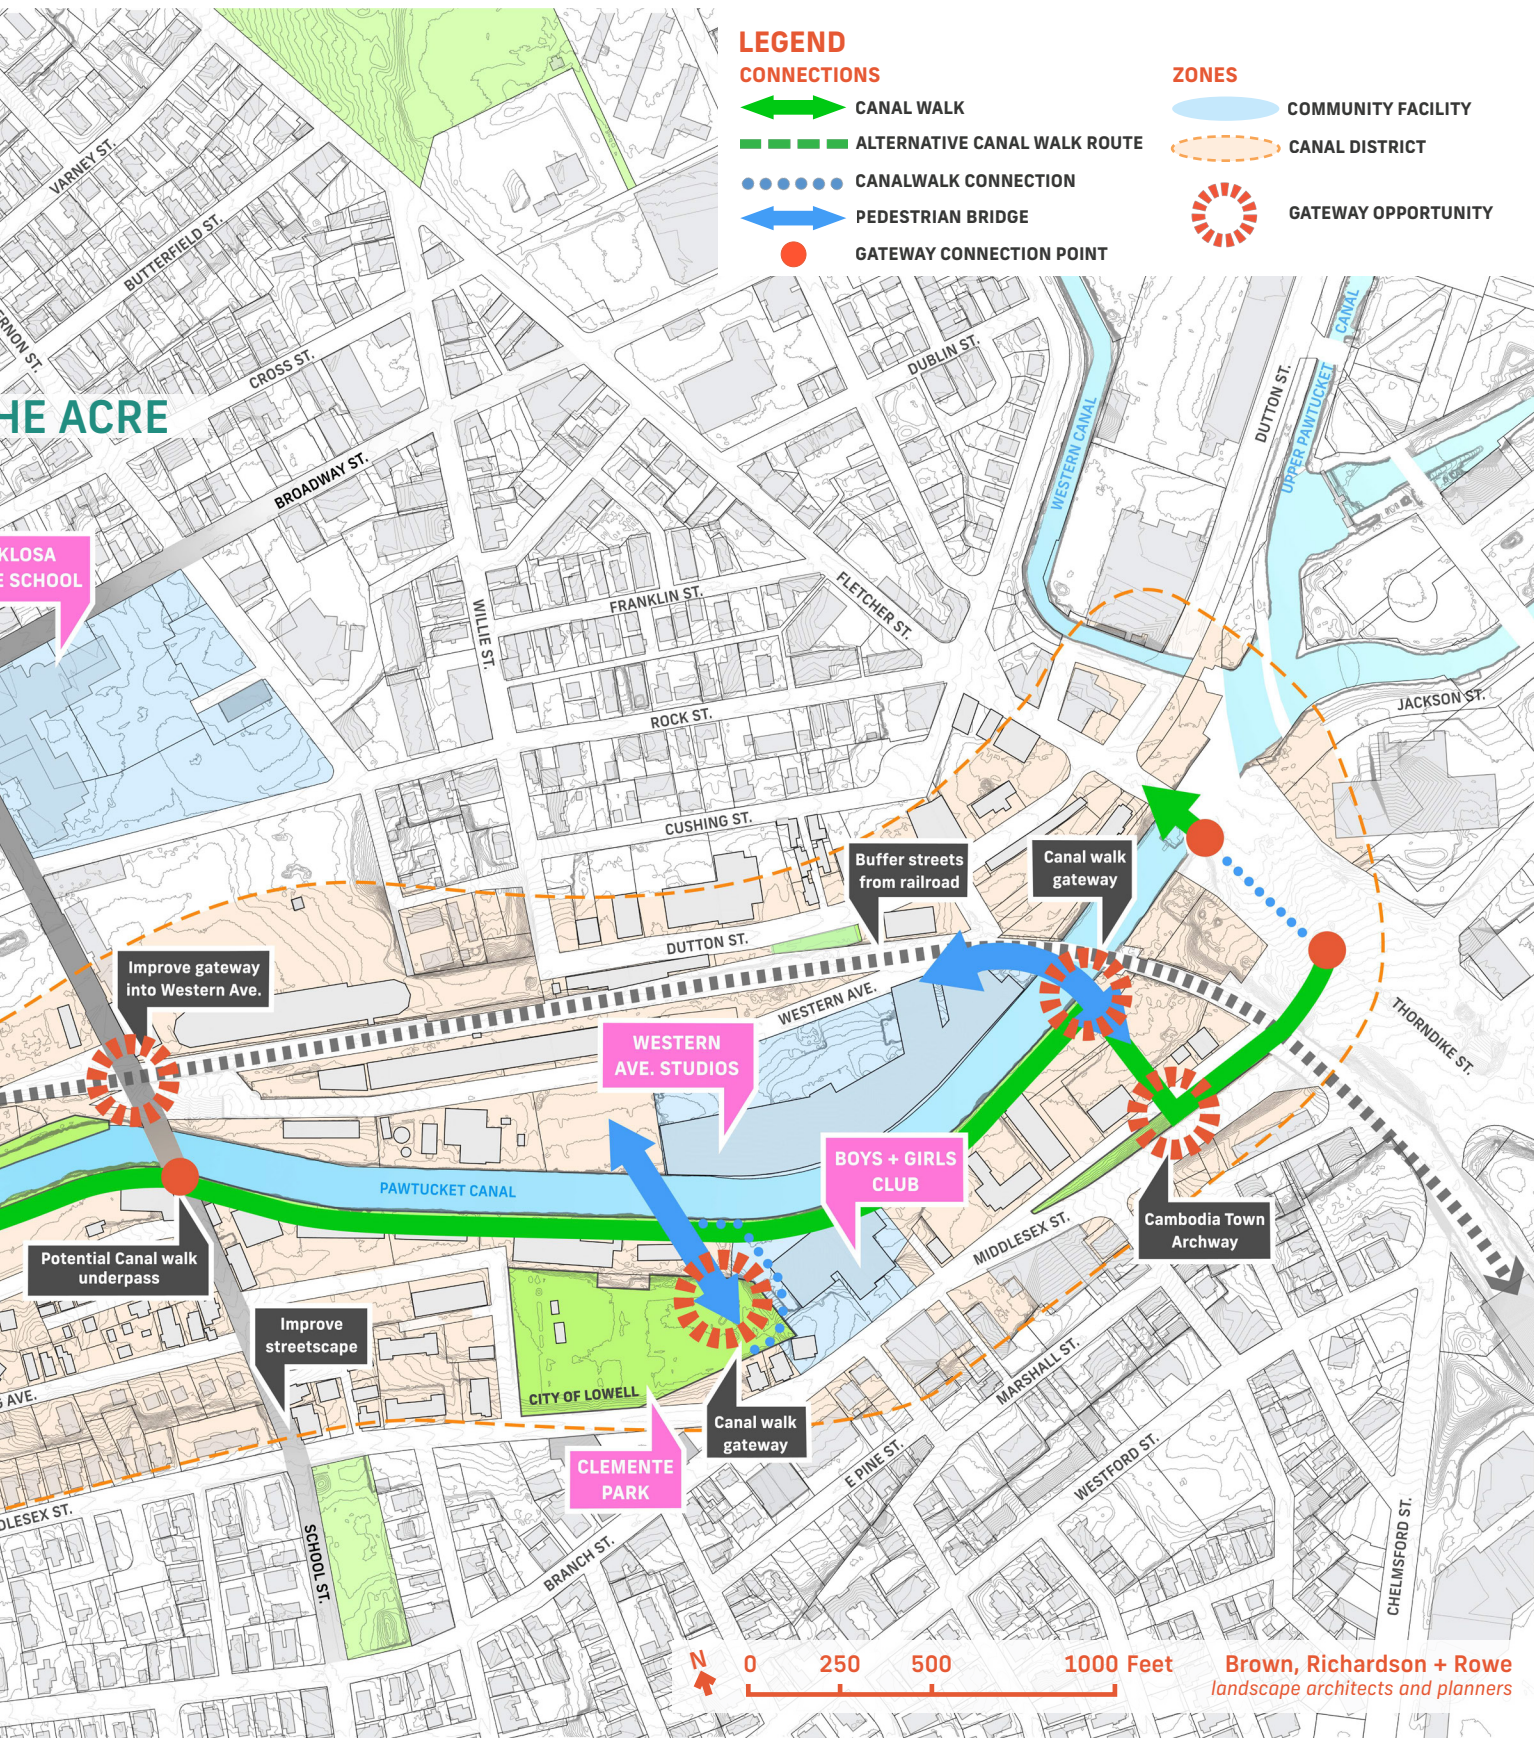 LEGEND
CONNECTIONS
CANAL WALK
ALTERNATIVE CANAL WALK ROUTE
CANALWALK CONNECTION
PEDESTRIAN BRIDGE
GATEWAY CONNECTION POINT
ZONES
COMMUNITY FACILITY
CANAL DISTRICT
GATEWAY OPPORTUNITY
VARNEY ST.
BUTTERFIELD ST.
ERNON ST.
CROSS ST.
HE ACRE
BROADWAY ST.
DUBLIN ST.
WESTERN CANAL
DUTTON ST.
UPPER PAWTUCKET CANAL
KLOSA
E SCHOOL
WILLIE ST.
FRANKLIN ST.
FLETCHER ST.
ROCK ST.
JACKSON ST.
CUSHING ST.
Buffer streets
from railroad
Canal walk
gateway
DUTTON ST.
Improve gateway
into Western Ave.
WESTERN AVE.
WESTERN
AVE. STUDIOS
THORNDIKE ST.
BOYS + GIRLS
CLUB
PAWTUCKET CANAL
Potential Canal walk
underpass
MIDDLESEX ST.
Cambodia Town
Archway
Improve
streetscape
CITY OF LOWELL
Canal walk
gateway
MARSHALL ST.
S AVE.
CLEMENTE
PARK
E PINE ST.
WESTFORD ST.
DLESEX ST.
SCHOOL ST.
BRANCH ST.
CHELMSFORD ST.
N
0 250 500 1000 Feet
Brown, Richardson + Rowe
landscape architects and planners